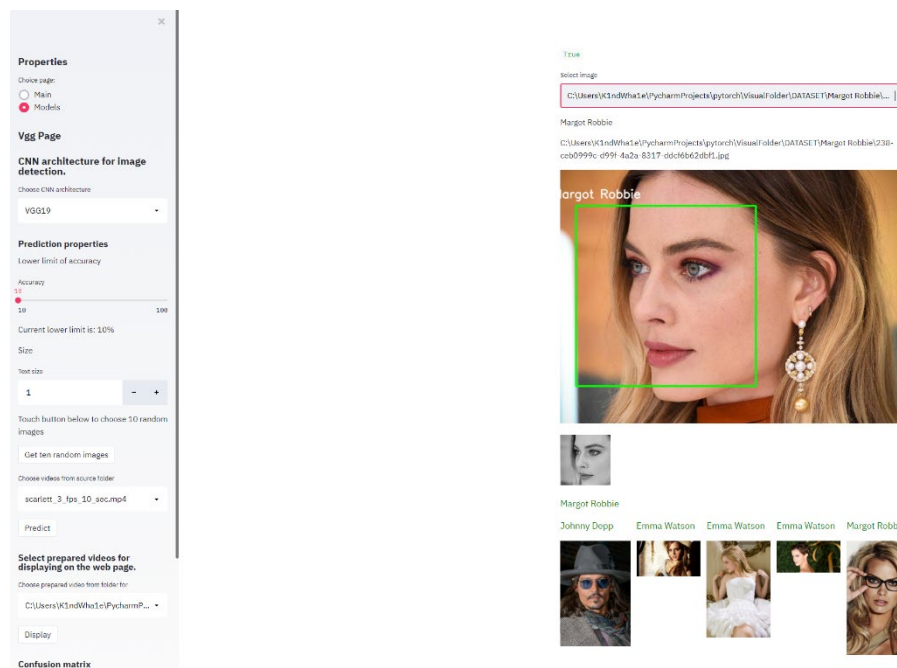 ×
Properties
Choice page:
Main
Models
Vgg Page
CNN architecture for image
detection.
Choose CNN architecture
VGG19
Prediction properties
Lower limit of accuracy
Accuracy
10
10 100
Current lower limit is: 10%
Size
Text size
1 - +
Touch button below to choose 10 random
images
Get ten random images
Choose videos from source folder
scarlett_3_fps_10_sec.mp4
Predict
Select prepared videos for
displaying on the web page.
Choose prepared video from folder for
C:\Users\K1ndWha1e\PycharmP...
Display
Confusion matrix
True
Select image
C:\Users\K1ndWha1e\PycharmProjects\pytorch\VisualFolder\DATASET\Margot Robbie\...
Margot Robbie
C:\Users\K1ndWha1e\PycharmProjects\pytorch\VisualFolder\DATASET\Margot Robbie\238-
ceb0999c-d99f-4a2a-8317-ddcf6b62dbf1.jpg
argot Robbie
Margot Robbie
Johnny Depp Emma Watson Emma Watson Emma Watson Margot Robb